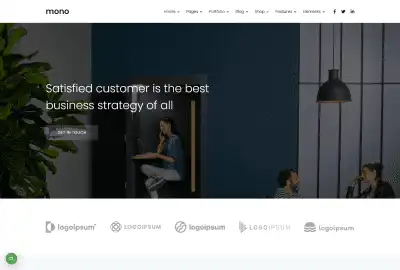 mono
Home Pages Portfolio Blog Shop Features Elements
Satisfied customer is the best
business strategy of all
GET IN TOUCH
logoipsum
LOGOIPSUM
logoipsum
LOGOIPSUM
logoipsum